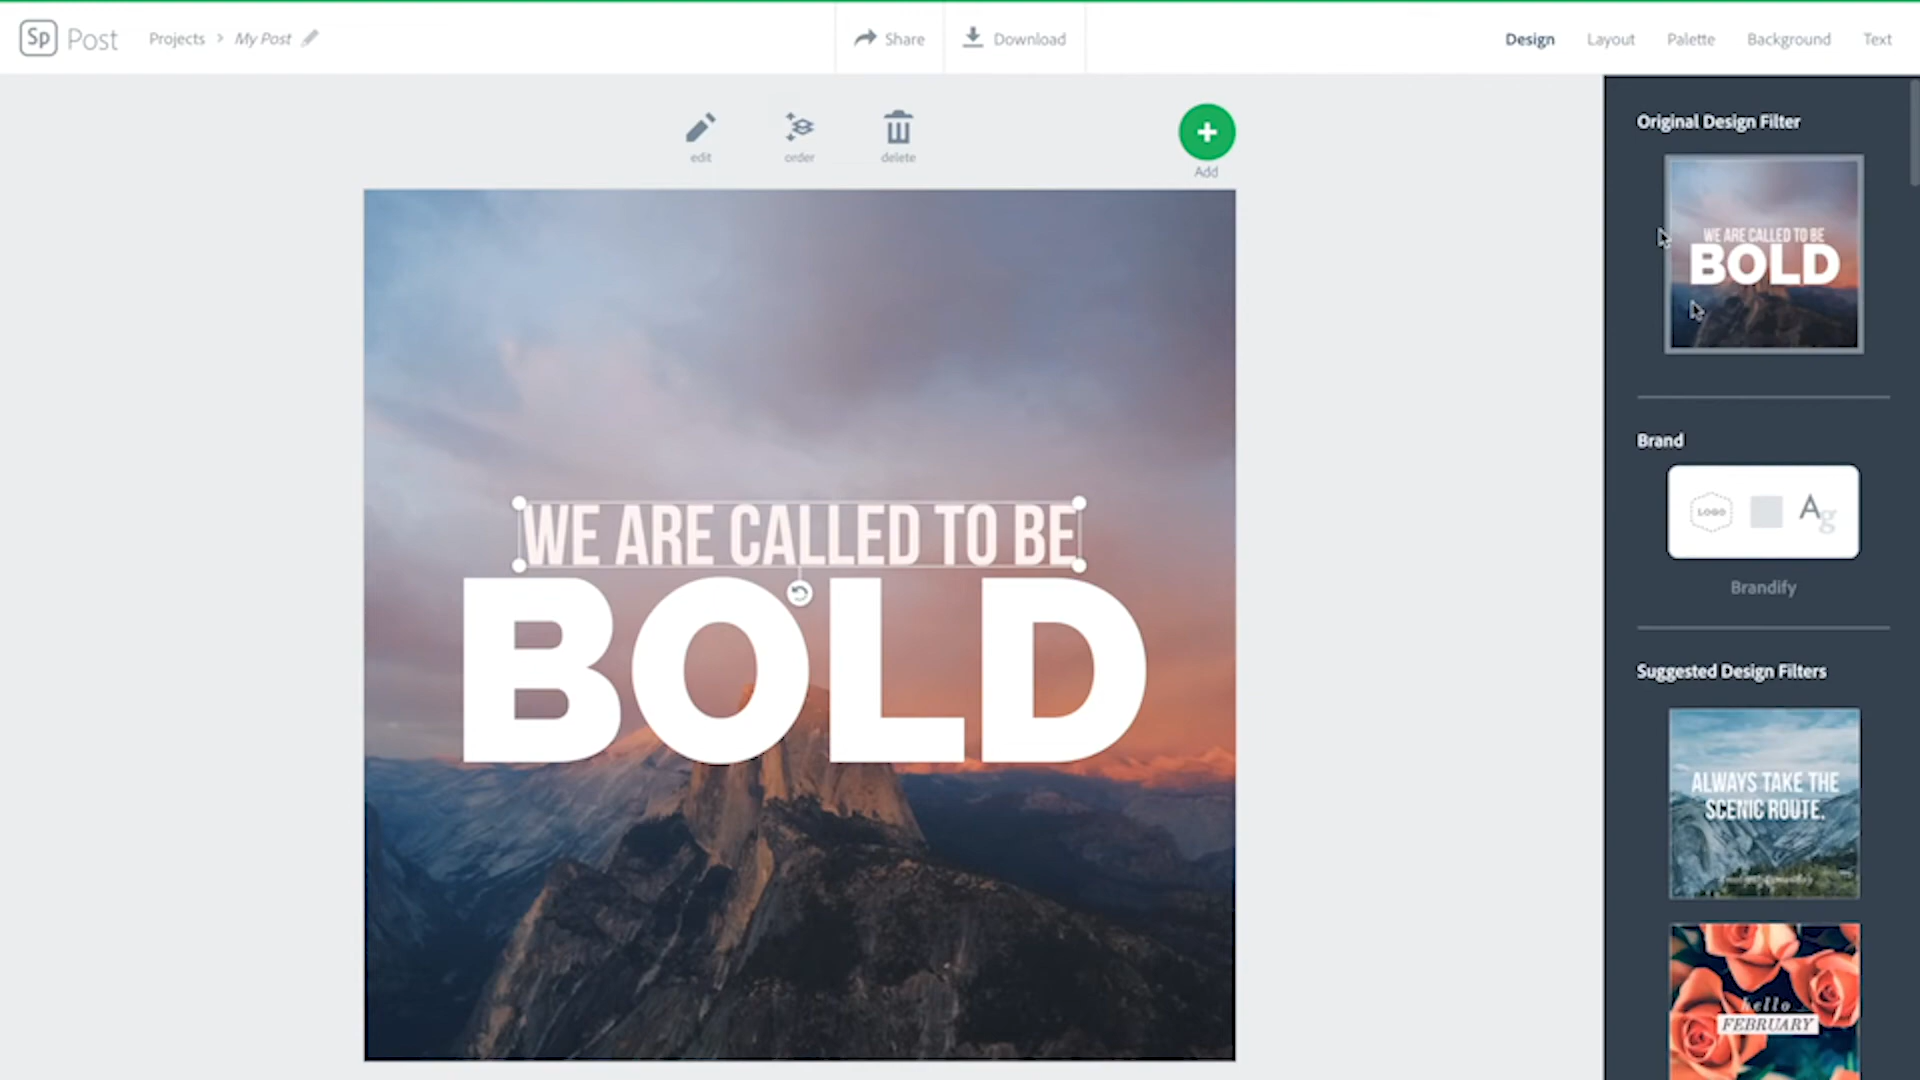 Sp Post Projects > My Post Share Download Design Layout Palette Background Text
edit order delete
Add
WE ARE CALLED TO BE
BOLD
Original Design Filter
WE ARE CALLED TO BE
BOLD
Brand
LOGO Ag
Brandify
Suggested Design Filters
ALWAYS TAKE THE
SCENIC ROUTE.
hello
FEBRUARY